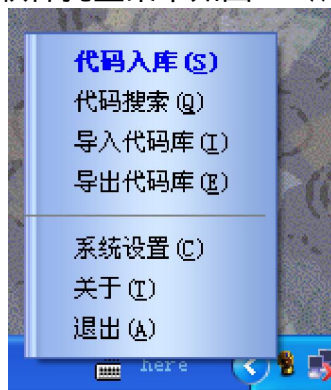 代码入库(S)
代码搜索(Q)
导入代码库(I)
导出代码库(E)
系统设置(C)
关于(T)
退出(A)
here